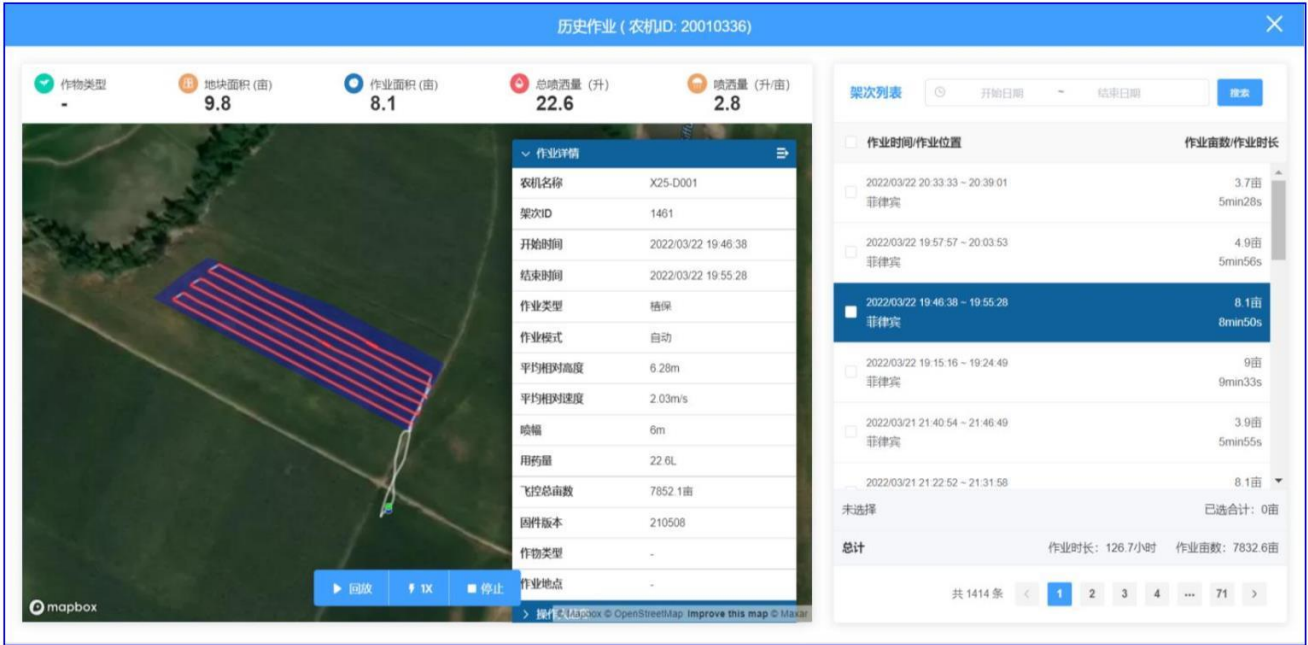 历史作业 ( 农机ID: 20010336)
作物类型
-
地块面积 (亩)
9.8
作业面积 (亩)
8.1
总喷洒量 (升)
22.6
喷洒量 (升/亩)
2.8
作业详情
农机名称 X25-D001
架次ID 1461
开始时间 2022/03/22 19:46:38
结束时间 2022/03/22 19:55:28
作业类型 植保
作业模式 自动
平均相对高度 6.28m
平均相对速度 2.03m/s
喷幅 6m
用药量 22.6L
飞控总亩数 7852.1亩
固件版本 210508
作物类型 -
作业地点 -
回放 1X 停止
mapbox
© Mapbox © OpenStreetMap Improve this map © Maxar
架次列表 开始日期 ~ 结束日期 搜索
作业时间/作业位置 作业亩数/作业时长
2022/03/22 20:33:33 ~ 20:39:01 3.7亩
菲律宾 5min28s
2022/03/22 19:57:57 ~ 20:03:53 4.9亩
菲律宾 5min56s
2022/03/22 19:46:38 ~ 19:55:28 8.1亩
菲律宾 8min50s
2022/03/22 19:15:16 ~ 19:24:49 9亩
菲律宾 9min33s
2022/03/21 21:40:54 ~ 21:46:49 3.9亩
菲律宾 5min55s
2022/03/21 21:22:52 ~ 21:31:58 8.1亩
未选择 已选合计: 0亩
总计 作业时长: 126.7小时 作业亩数: 7832.6亩
共 1414 条 < 1 2 3 4 ... 71 >